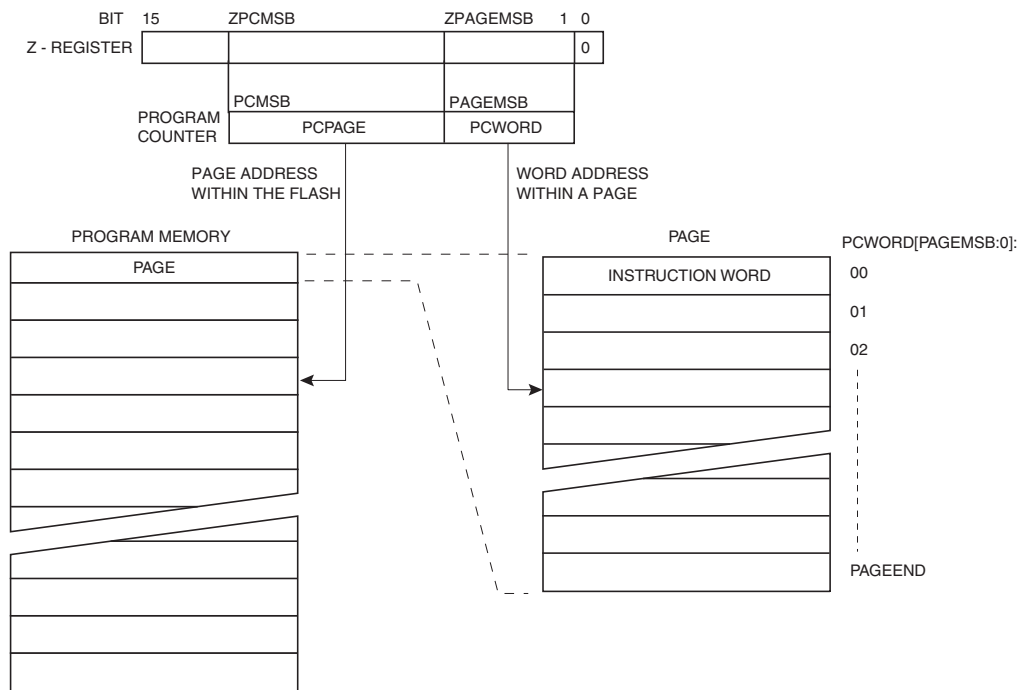 BIT 15 ZPCMSB ZPAGEMSB 1 0
Z - REGISTER 0
PCMSB PAGEMSB
PROGRAM
COUNTER
PCPAGE PCWORD
PAGE ADDRESS
WITHIN THE FLASH
WORD ADDRESS
WITHIN A PAGE
PROGRAM MEMORY
PAGE
PAGE
INSTRUCTION WORD
PCWORD[PAGEMSB:0]:
00
01
02
PAGEEND